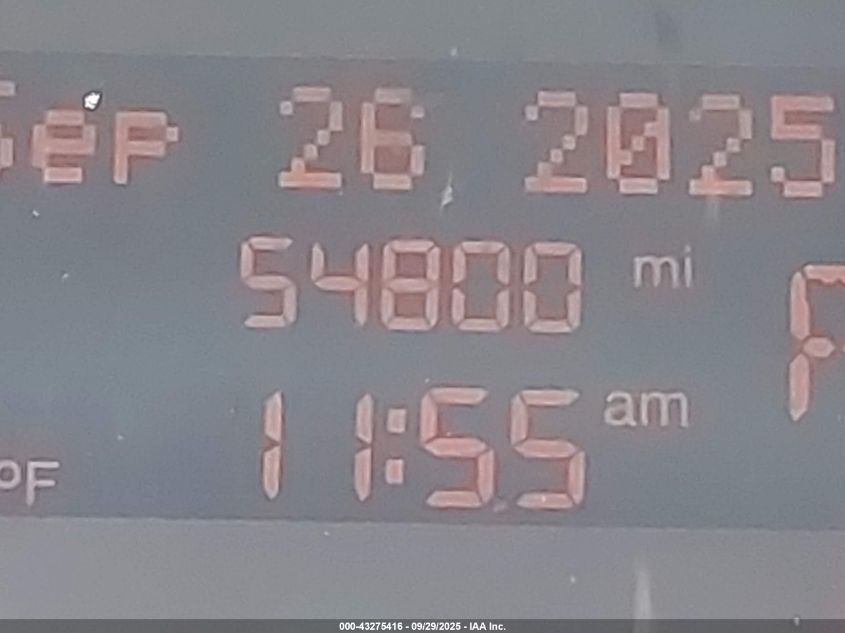 Sep 26 2025
54800 mi
11:55 am
°F
P
000-43275416 - 09/29/2025 - IAA Inc.